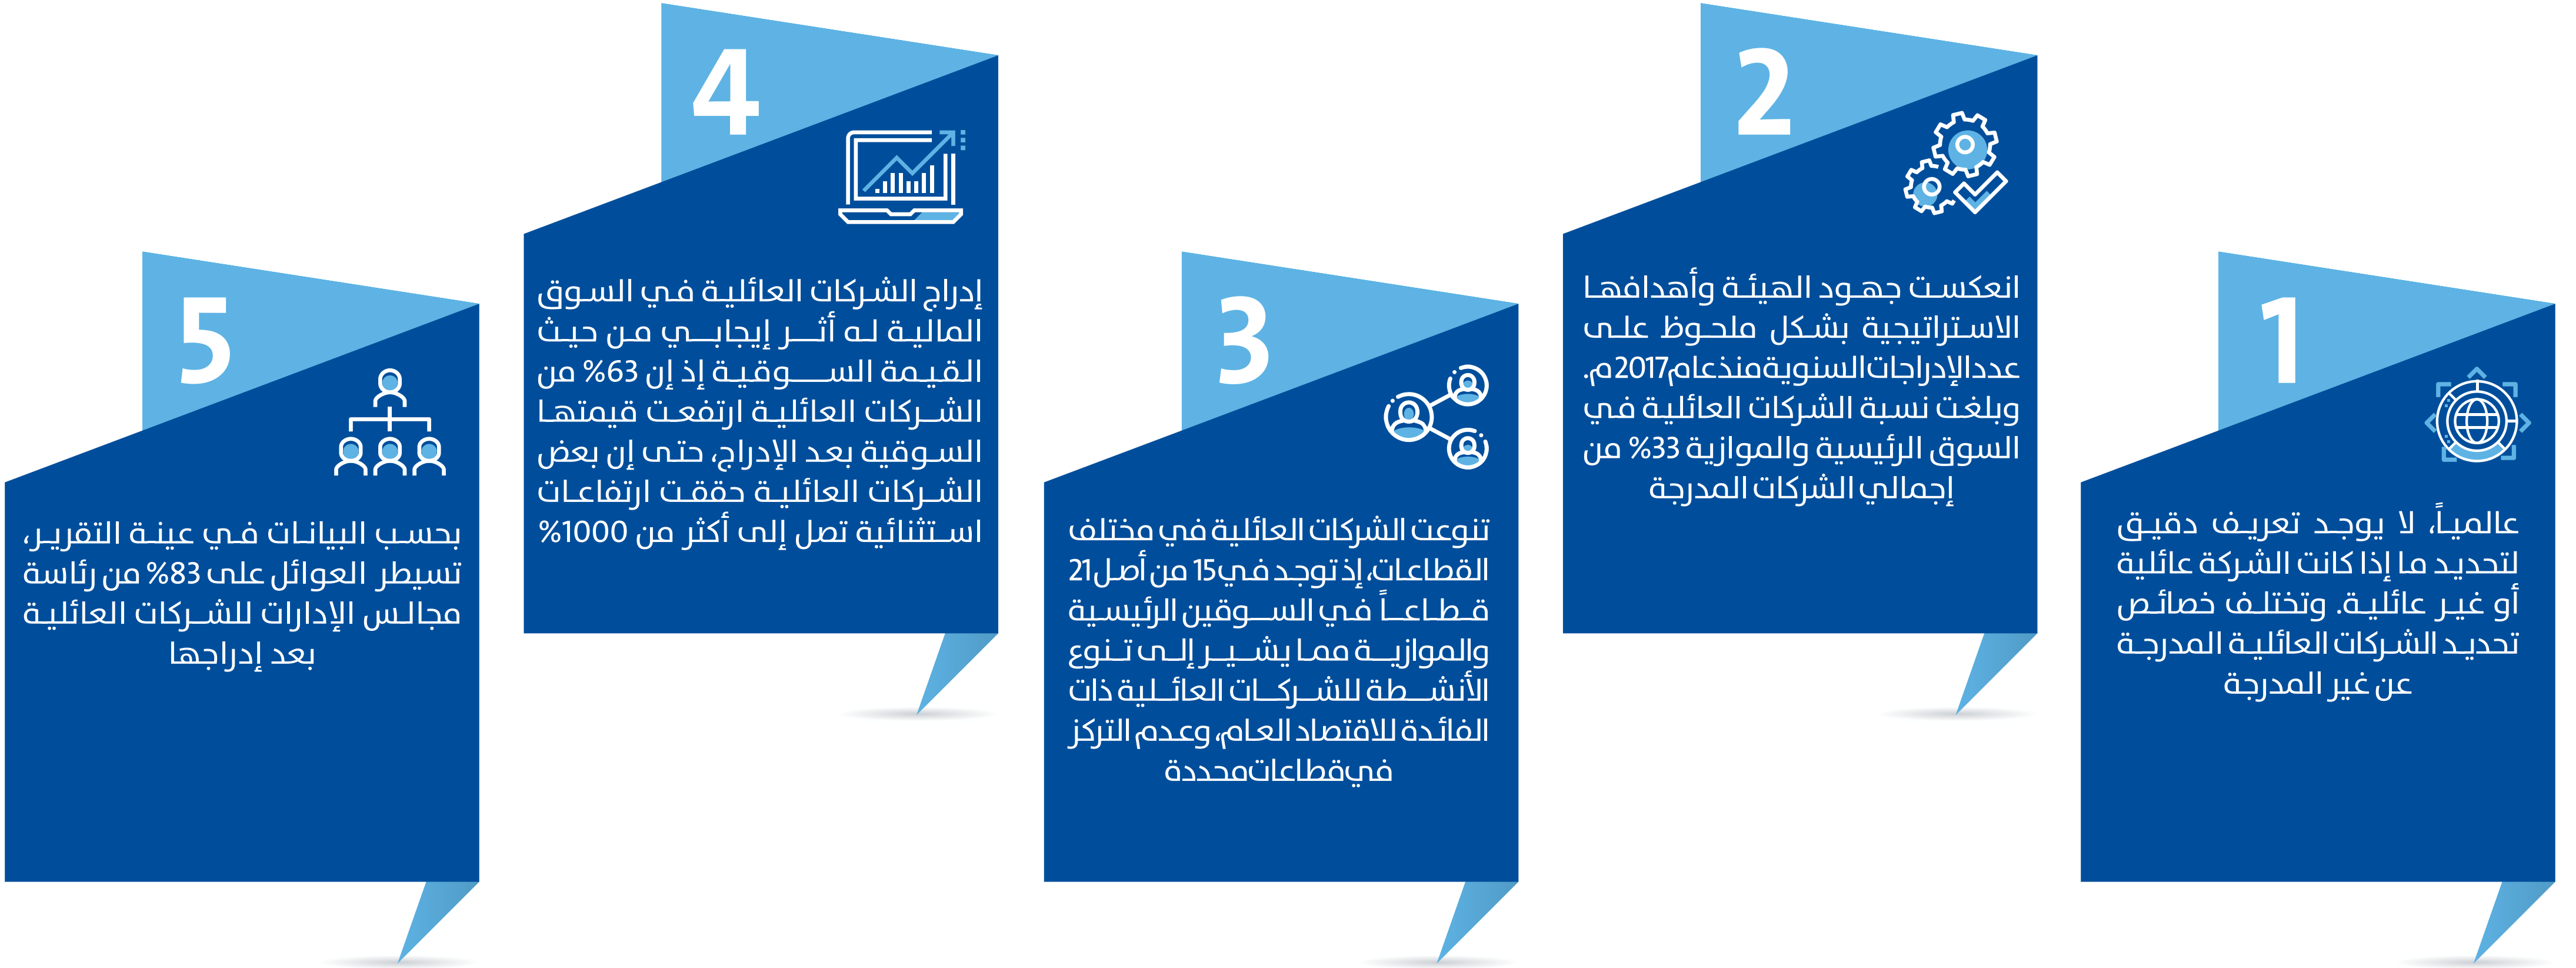 1
عالمياً، لا يوجد تعريف دقيق
لتحديد ما إذا كانت الشركة عائلية
أو غير عائلية. وتختلف خصائص
تحديد الشركات العائلية المدرجة
عن غير المدرجة
2
انعكست جهود الهيئة وأهدافها
الاستراتيجية بشكل ملحوظ على
عدد الإدراجات السنوية منذ عام 2017م.
وبلغت نسبة الشركات العائلية في
السوق الرئيسية والموازية 33% من
إجمالي الشركات المدرجة
3
تنوعت الشركات العائلية في مختلف
القطاعات، إذ توجد في 15 من أصل 21
قطاعاً في السوقين الرئيسية
والموازية مما يشير إلى تنوع
الأنشطة للشركات العائلية ذات
الفائدة للاقتصاد العام، وعدم التركز
في قطاعات محددة
4
إدراج الشركات العائلية في السوق
المالية له أثر إيجابي من حيث
القيمة السوقية إذ إن 63% من
الشركات العائلية ارتفعت قيمتها
السوقية بعد الإدراج، حتى إن بعض
الشركات العائلية حققت ارتفاعات
استثنائية تصل إلى أكثر من 1000%
5
بحسب البيانات في عينة التقرير،
تسيطر العوائل على 83% من رئاسة
مجالس الإدارات للشركات العائلية
بعد إدراجها